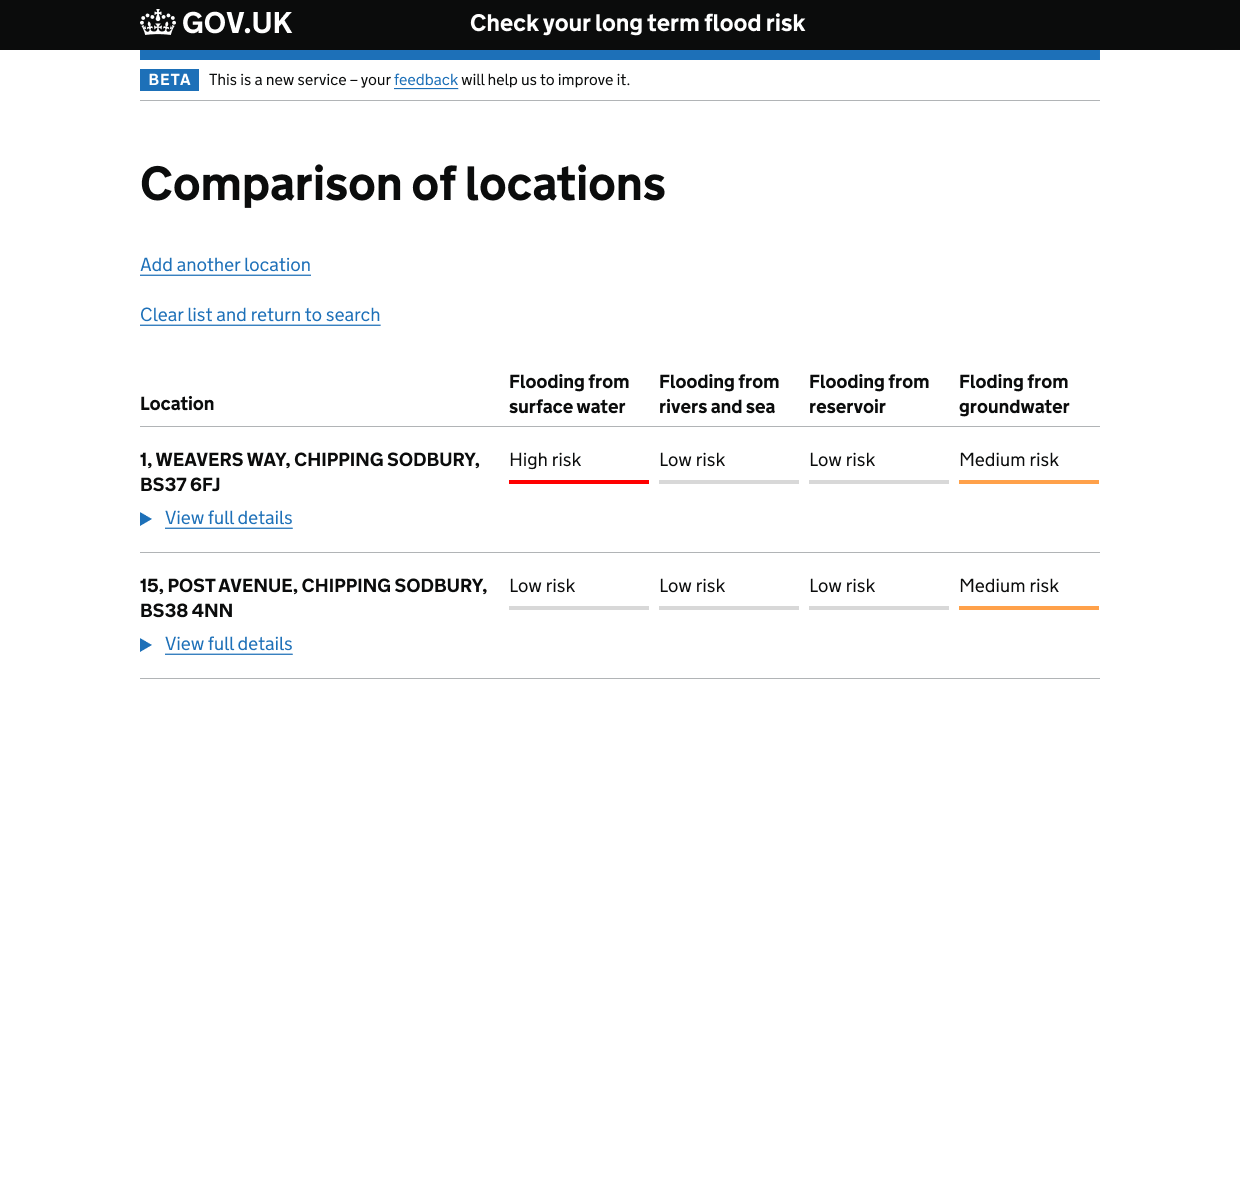 GOV.UK Check your long term flood risk
BETA This is a new service – your feedback will help us to improve it.
Comparison of locations
Add another location
Clear list and return to search
Location
Flooding from surface water
Flooding from rivers and sea
Flooding from reservoir
Floding from groundwater
1, WEAVERS WAY, CHIPPING SODBURY,
BS37 6FJ
High risk
Low risk
Low risk
Medium risk
View full details
15, POST AVENUE, CHIPPING SODBURY,
BS38 4NN
Low risk
Low risk
Low risk
Medium risk
View full details